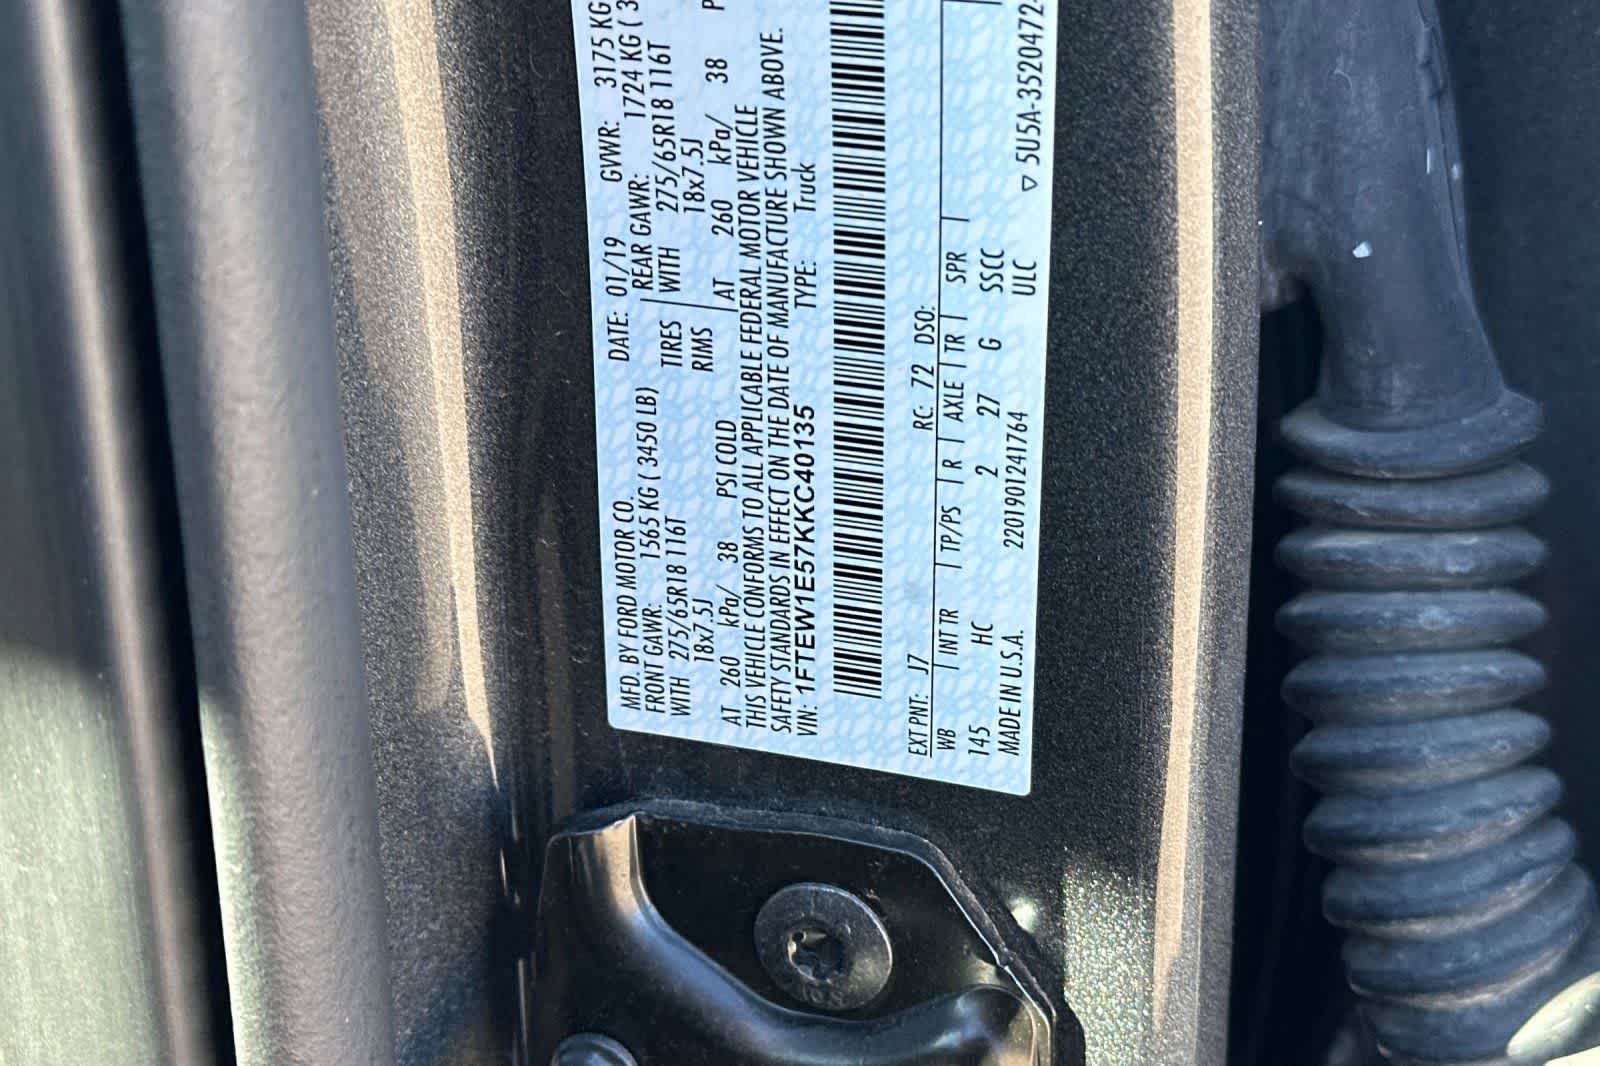 MFD. BY FORD MOTOR CO.
DATE: 01/19 GVWR: 3175 KG
FRONT GAWR: 1565 KG ( 3450 LB) REAR GAWR: 1724 KG (
WITH 275/65R18 116T TIRES WITH 275/65R18 116T
18x7.5J RIMS 18x7.5J
AT 260 kPa/ 38 PSI COLD AT 260 kPa/ 38
THIS VEHICLE CONFORMS TO ALL APPLICABLE FEDERAL MOTOR VEHICLE
SAFETY STANDARDS IN EFFECT ON THE DATE OF MANUFACTURE SHOWN ABOVE.
VIN: 1FTEW1E57KKC40135 TYPE: Truck
EXT PNT: J7 RC: 72 DSO:
WB INT TR TP/PS R AXLE TR SPR
145 HC 2 27 G SSCC
MADE IN U.S.A. 2201901241764 ULC ▽ 5U5A-3520472-